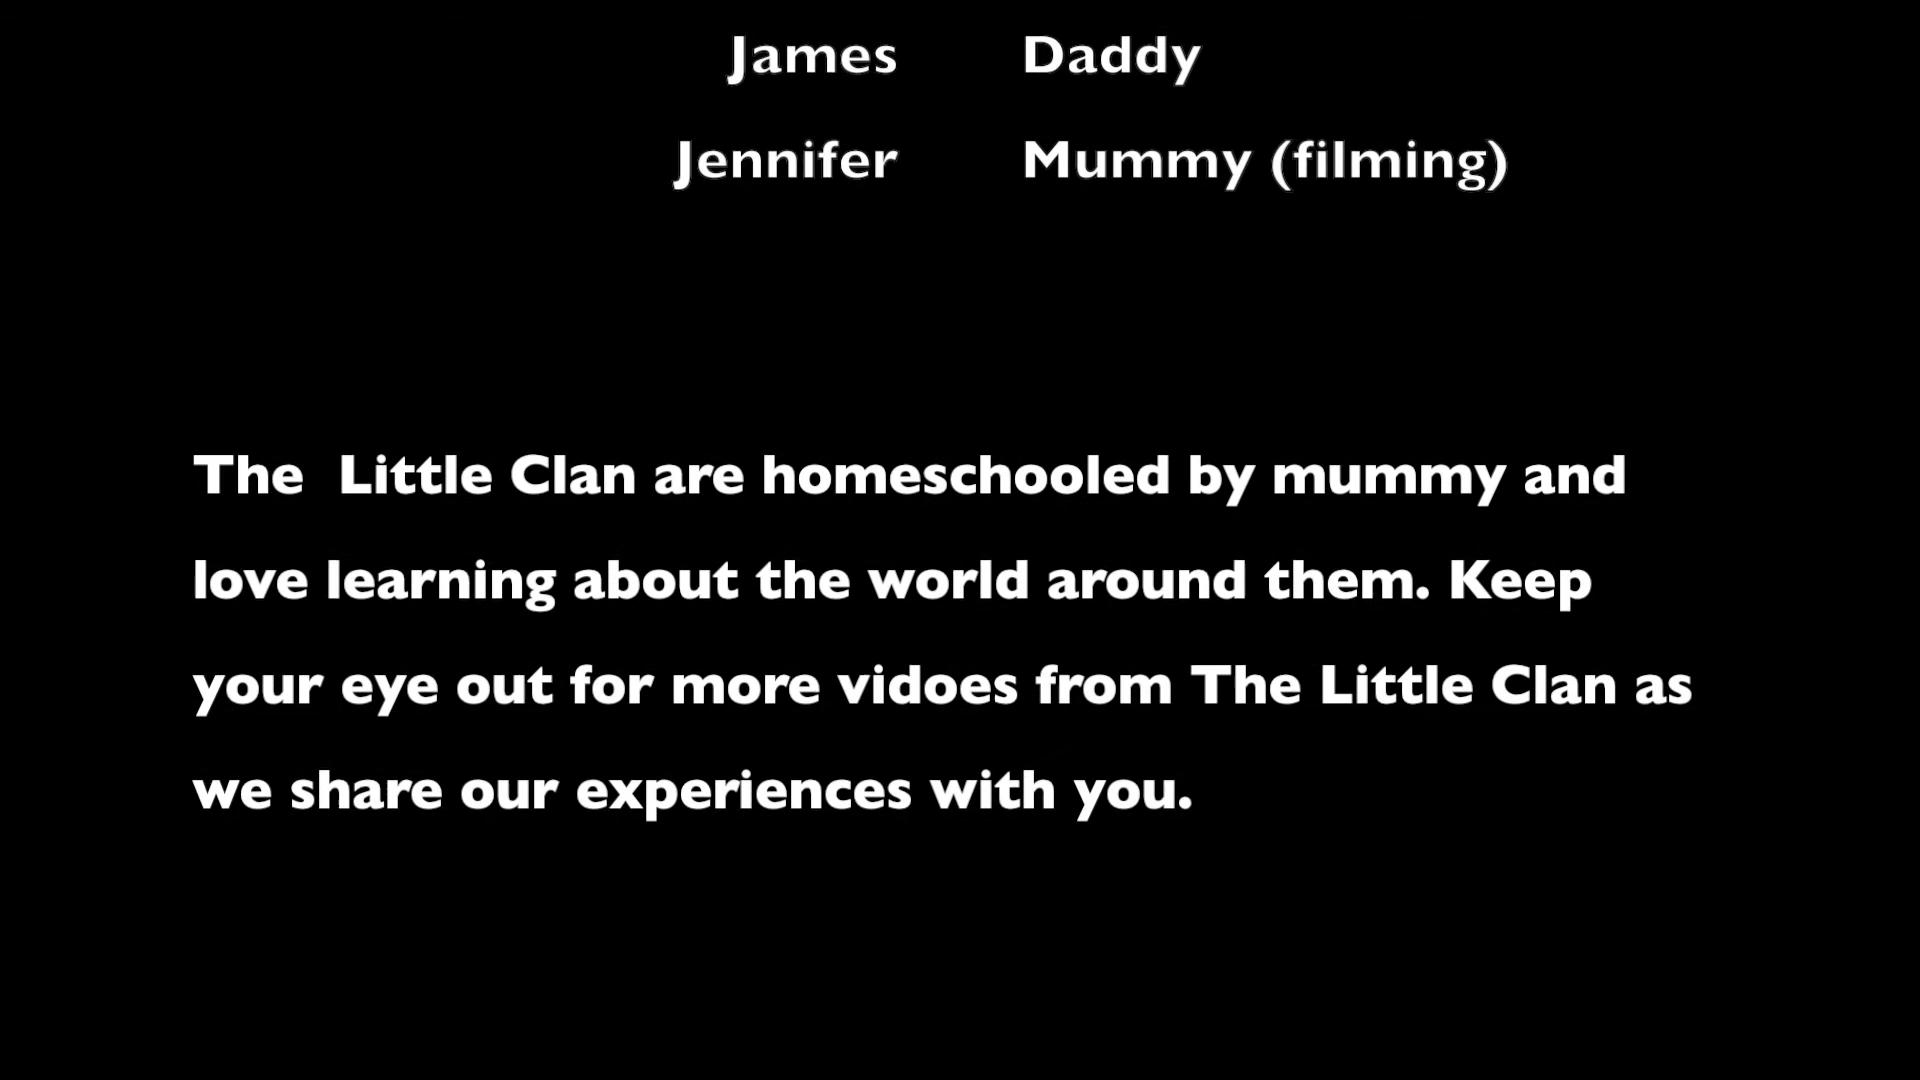 James Daddy
Jennifer Mummy (filming)
The  Little Clan are homeschooled by mummy and
love learning about the world around them. Keep
your eye out for more vidoes from The Little Clan as
we share our experiences with you.